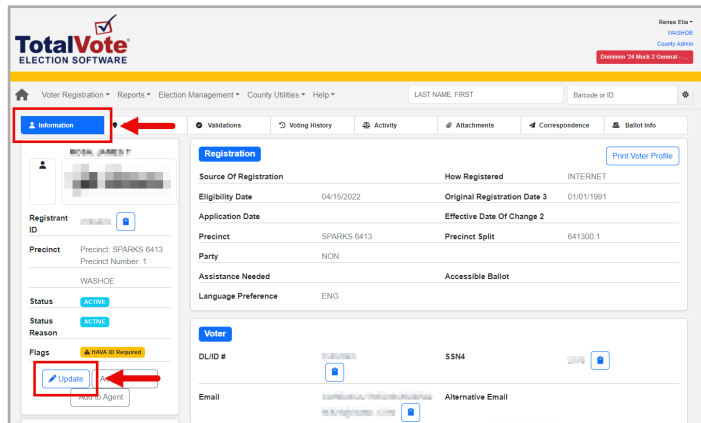 Renee Ella
WASHOE
County Admin
Dominion '24 Mock 2 General - ...
TotalVote
ELECTION SOFTWARE
Voter Registration Reports Election Management County Utilities Help LAST NAME, FIRST Barcode or ID
Information Validations Voting History Activity Attachments Correspondence Ballot Info
Registration
Print Voter Profile
Source Of Registration How Registered INTERNET
Eligibility Date 04/15/2022 Original Registration Date 3 01/01/1991
Application Date Effective Date Of Change 2
Precinct SPARKS 6413 Precinct Split 641300.1
Party NON
Assistance Needed Accessible Ballot
Language Preference ENG
Registrant ID
Precinct Precinct: SPARKS 6413
Precinct Number: 1
WASHOE
Status ACTIVE
Status Reason ACTIVE
Flags HAVA ID Required
Update
Add to Agent
Voter
DL/ID # SSN4
Email Alternative Email